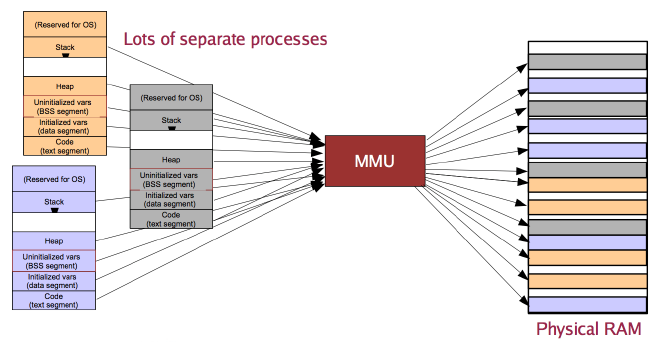 Lots of separate processes
(Reserved for OS)
Stack
Heap
Uninitialized vars
(BSS segment)
Initialized vars
(data segment)
Code
(text segment)
(Reserved for OS)
Stack
Heap
Uninitialized vars
(BSS segment)
Initialized vars
(data segment)
Code
(text segment)
(Reserved for OS)
Stack
Heap
Uninitialized vars
(BSS segment)
Initialized vars
(data segment)
Code
(text segment)
MMU
Physical RAM